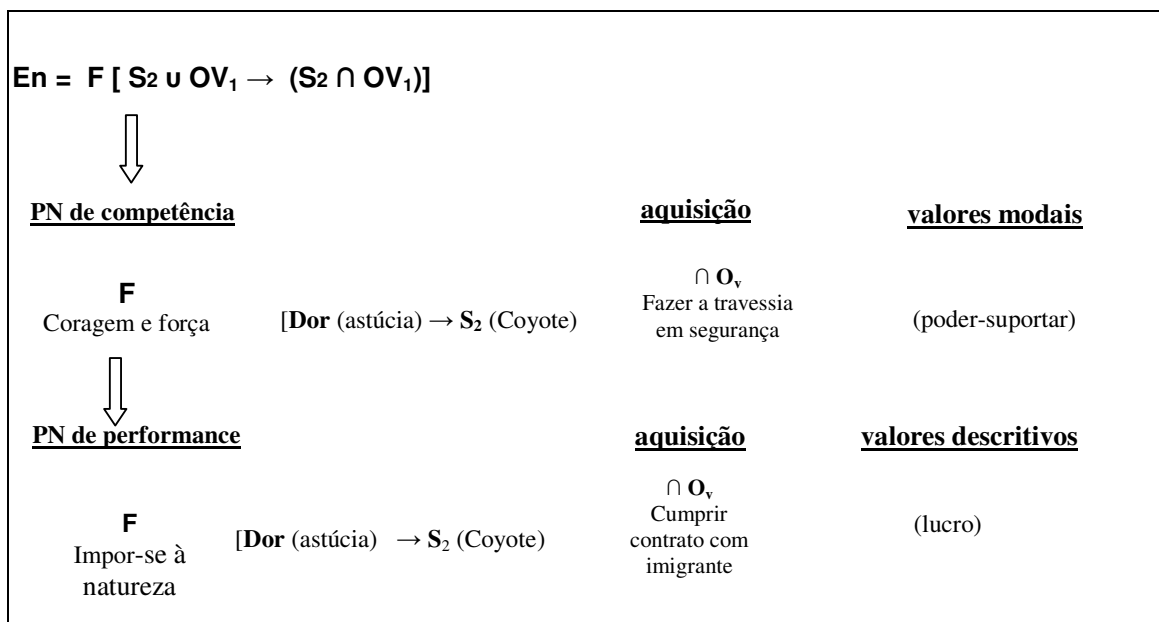 En = F [ S2 ∪ OV₁ → (S2 ∩ OV₁)]
PN de competência
aquisição
valores modais
F
Coragem e força
[Dor (astúcia) → S₂ (Coyote)
∩ Oᵥ
Fazer a travessia
em segurança
(poder-suportar)
PN de performance
aquisição
valores descritivos
F
Impor-se à
natureza
[Dor (astúcia) → S₂ (Coyote)
∩ Oᵥ
Cumprir
contrato com
imigrante
(lucro)